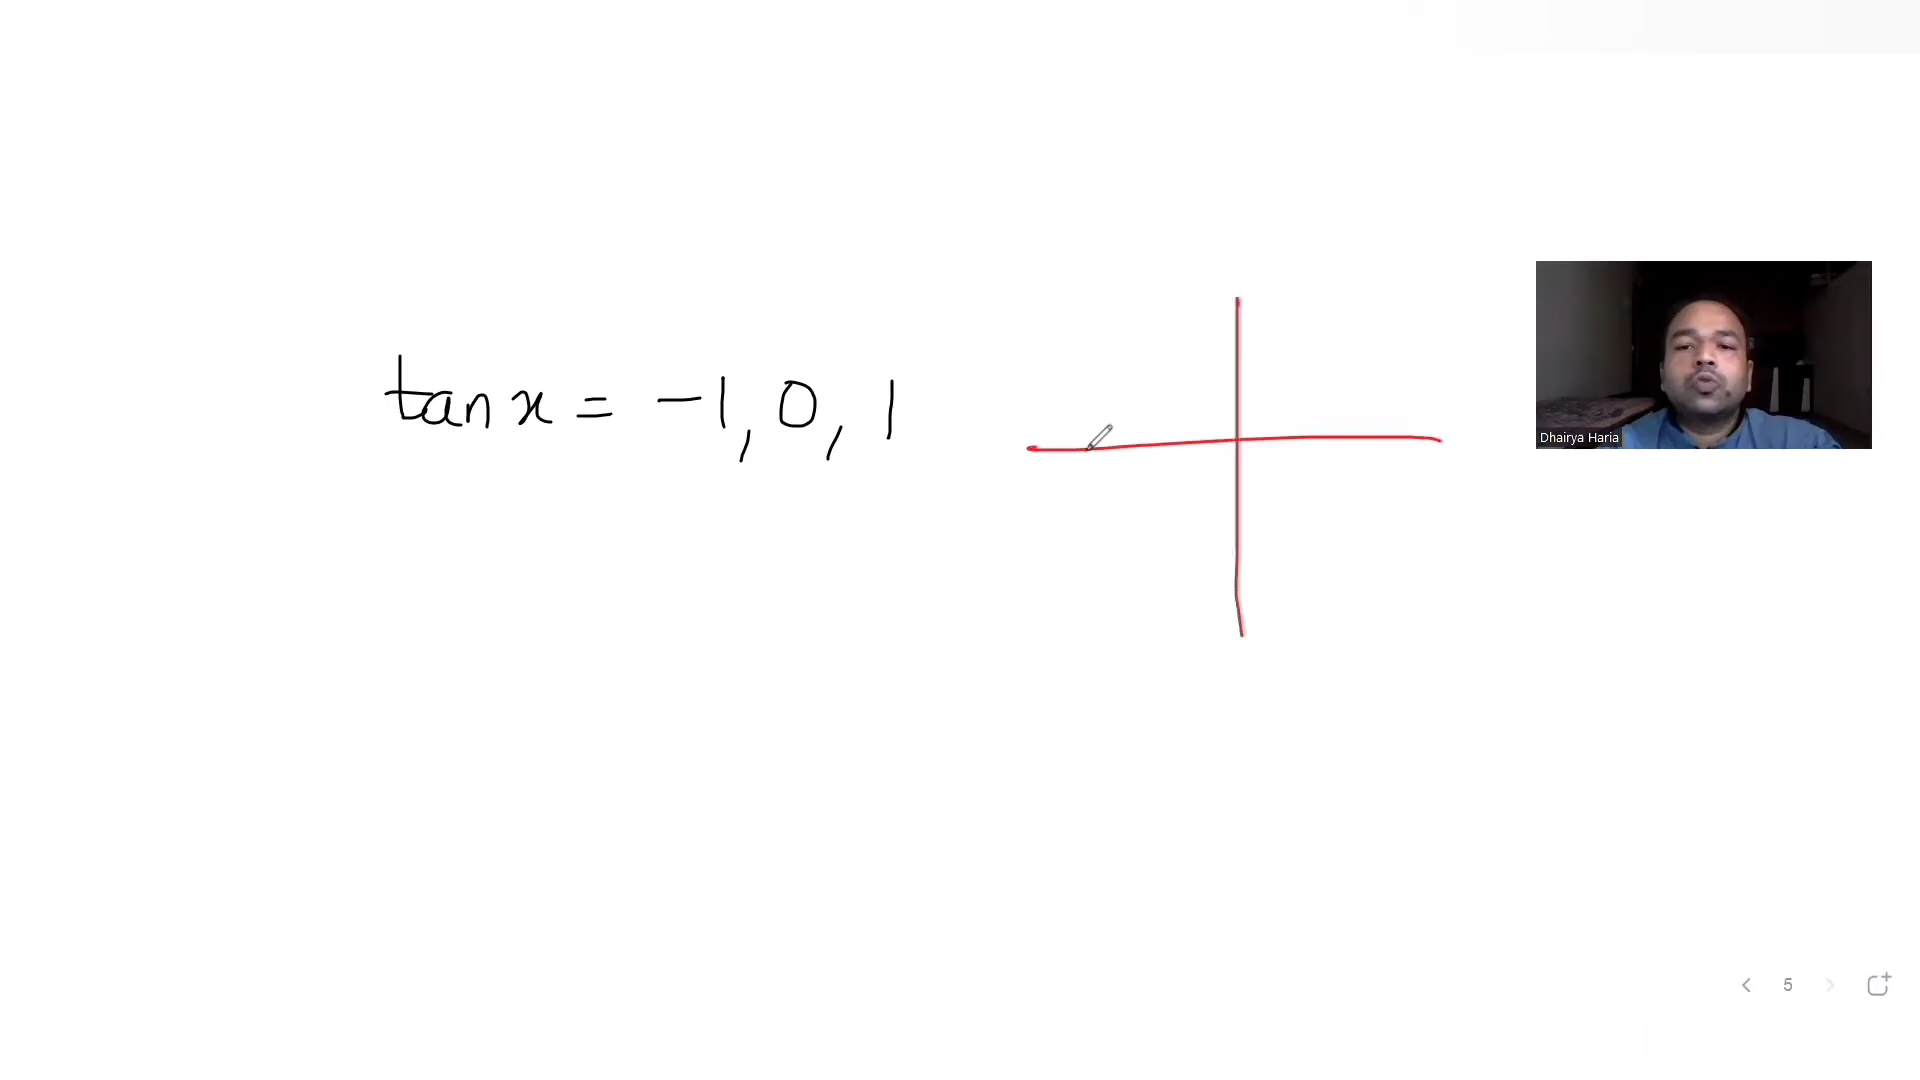 tan x = -1, 0, 1
Dhairya Haria
5